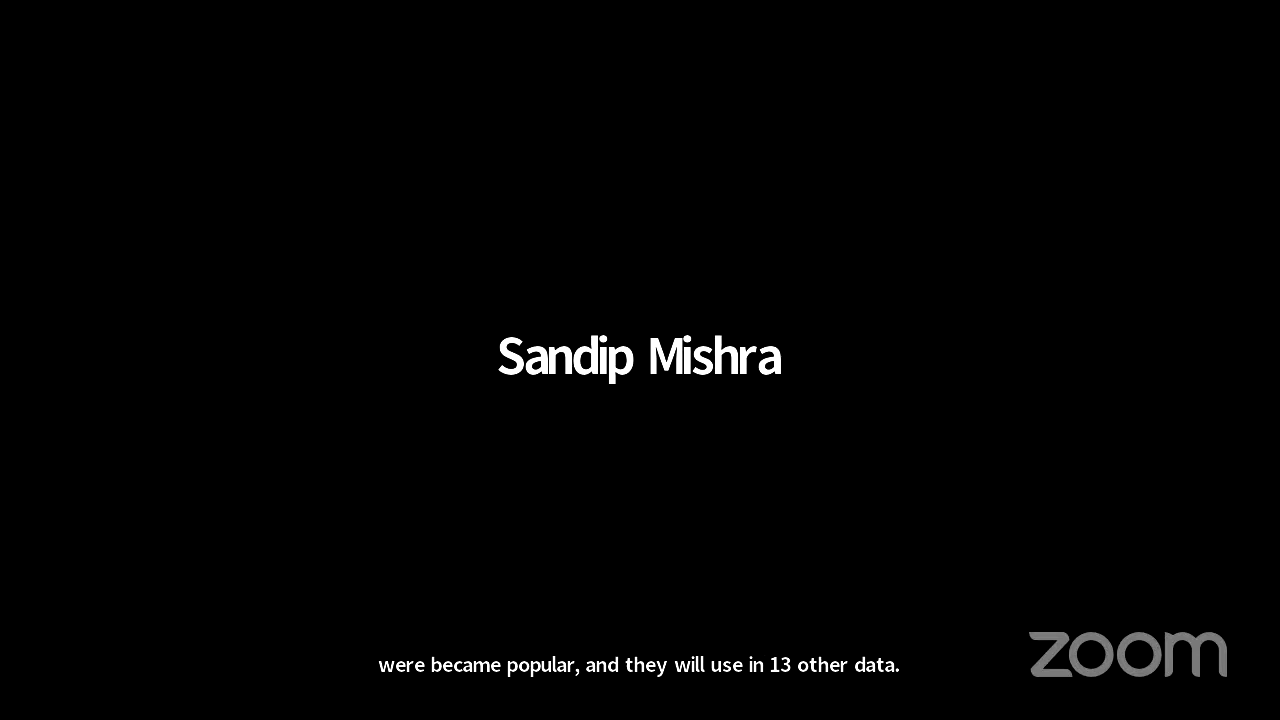 Sandip Mishra
were became popular, and they will use in 13 other data.
zoom